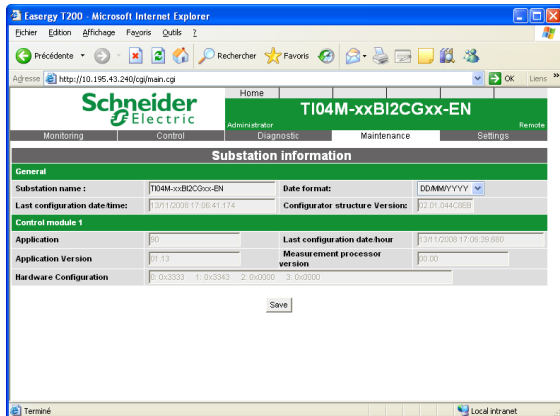 Easergy T200 - Microsoft Internet Explorer
Fichier Edition Affichage Favoris Outils ?
Précédente Rechercher Favoris
Adresse http://10.195.43.240/cgi/main.cgi OK Liens »
Home
Schneider Electric
TI04M-xxBI2CGxx-EN
Administrator Remote
Monitoring Control Diagnostic Maintenance Settings
Substation information
General
Substation name : TI04M-xxBI2CGxx-EN Date format: DD/MM/YYYY
Last configuration date/time: 13/11/2008 17:06:41.174 Configurator structure Version: 02.01.044C8EB
Control module 1
Application 90 Last configuration date/hour 13/11/2008 17:06:39.680
Application Version 01.13 Measurement processor version 00.00
Hardware Configuration 0: 0x3333 1: 0x3343 2: 0x0000 3: 0x0000
Save
Terminé Local intranet